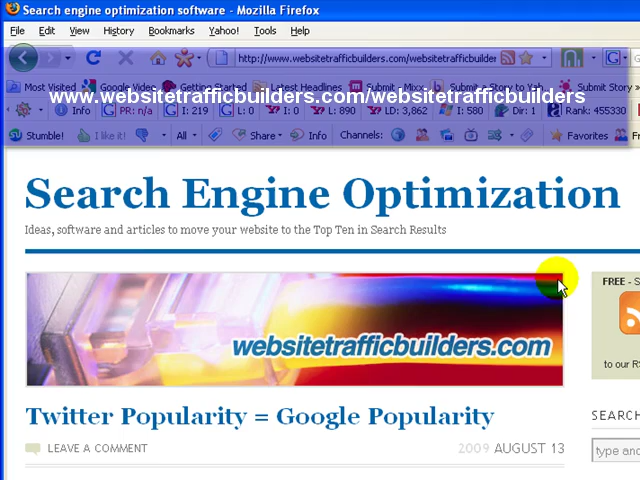 Search engine optimization software - Mozilla Firefox
File Edit View History Bookmarks Yahoo! Tools Help
http://www.websitetrafficbuilders.com/websitetrafficbuilders
Most Visited Google Video Getting Started Latest Headlines Submit - Mixx Submit a Story to Yah... Submit Story »
www.websitetrafficbuilders.com/websitetrafficbuilders
Info PR: n/a I: 219 L: 0 I: 0 L: 890 LD: 3,862 I: 580 Dir: 1 Rank: 455330
Stumble! I like it! All Share Info Channels: Favorites Fr
Search Engine Optimization
Ideas, software and articles to move your website to the Top Ten in Search Results
FREE - S
websitetrafficbuilders.com
to our R
Twitter Popularity = Google Popularity
SEARCH
LEAVE A COMMENT 2009 AUGUST 13
type and